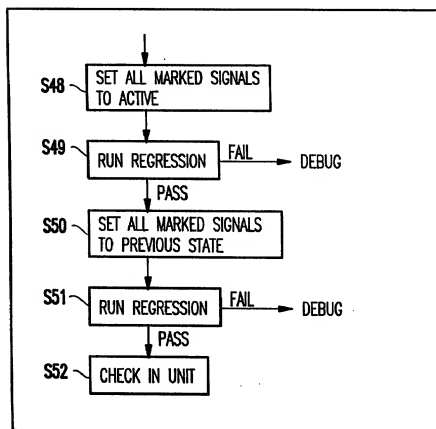 S48
SET ALL MARKED SIGNALS
TO ACTIVE
S49
RUN REGRESSION
FAIL
DEBUG
PASS
S50
SET ALL MARKED SIGNALS
TO PREVIOUS STATE
S51
RUN REGRESSION
FAIL
DEBUG
PASS
S52
CHECK IN UNIT